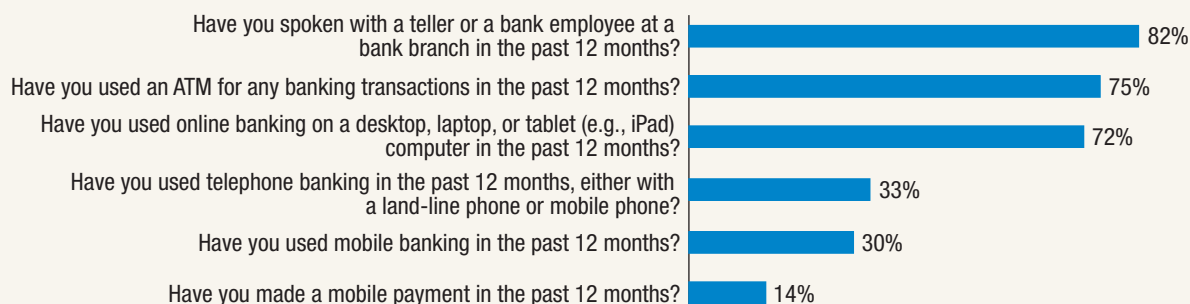 Have you spoken with a teller or a bank employee at a
bank branch in the past 12 months?
82%
Have you used an ATM for any banking transactions in the past 12 months?
75%
Have you used online banking on a desktop, laptop, or tablet (e.g., iPad)
computer in the past 12 months?
72%
Have you used telephone banking in the past 12 months, either with
a land-line phone or mobile phone?
33%
Have you used mobile banking in the past 12 months?
30%
Have you made a mobile payment in the past 12 months?
14%